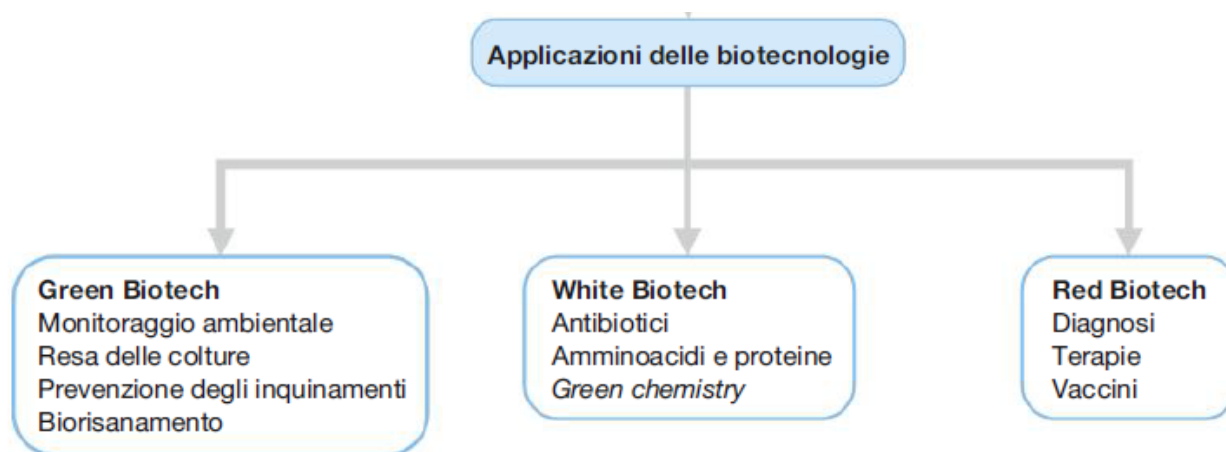 Applicazioni delle biotecnologie
Green Biotech
Monitoraggio ambientale
Resa delle colture
Prevenzione degli inquinamenti
Biorisanamento
White Biotech
Antibiotici
Amminoacidi e proteine
Green chemistry
Red Biotech
Diagnosi
Terapie
Vaccini